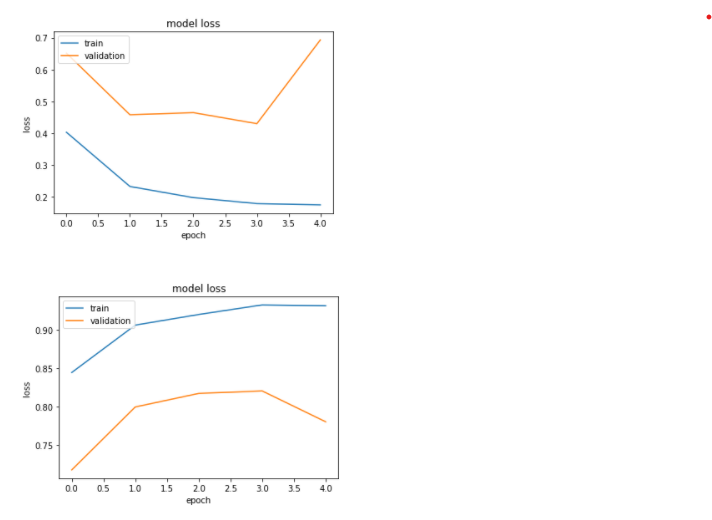 model loss
0.7
train
validation
0.6
0.5
loss
0.4
0.3
0.2
0.0 0.5 1.0 1.5 2.0 2.5 3.0 3.5 4.0
epoch
model loss
train
validation
0.90
0.85
loss
0.80
0.75
0.0 0.5 1.0 1.5 2.0 2.5 3.0 3.5 4.0
epoch